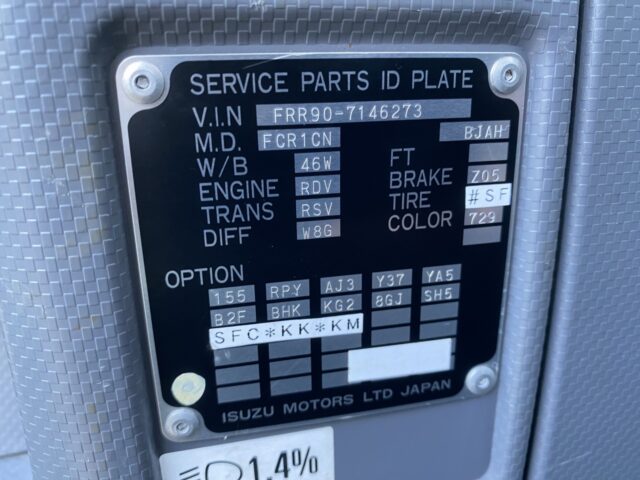 SERVICE PARTS ID PLATE
V.I.N FRR90-7146273
M.D. FCR1CN BJAH
W/B 46W FT
ENGINE RDV BRAKE Z05
TRANS RSV TIRE #SF
DIFF W8G COLOR 729
OPTION
155 RPY AJ3 Y37 YA5
B2F BHK KG2 8GJ SH5
SFC*KK*KM
ISUZU MOTORS LTD JAPAN
1.4%